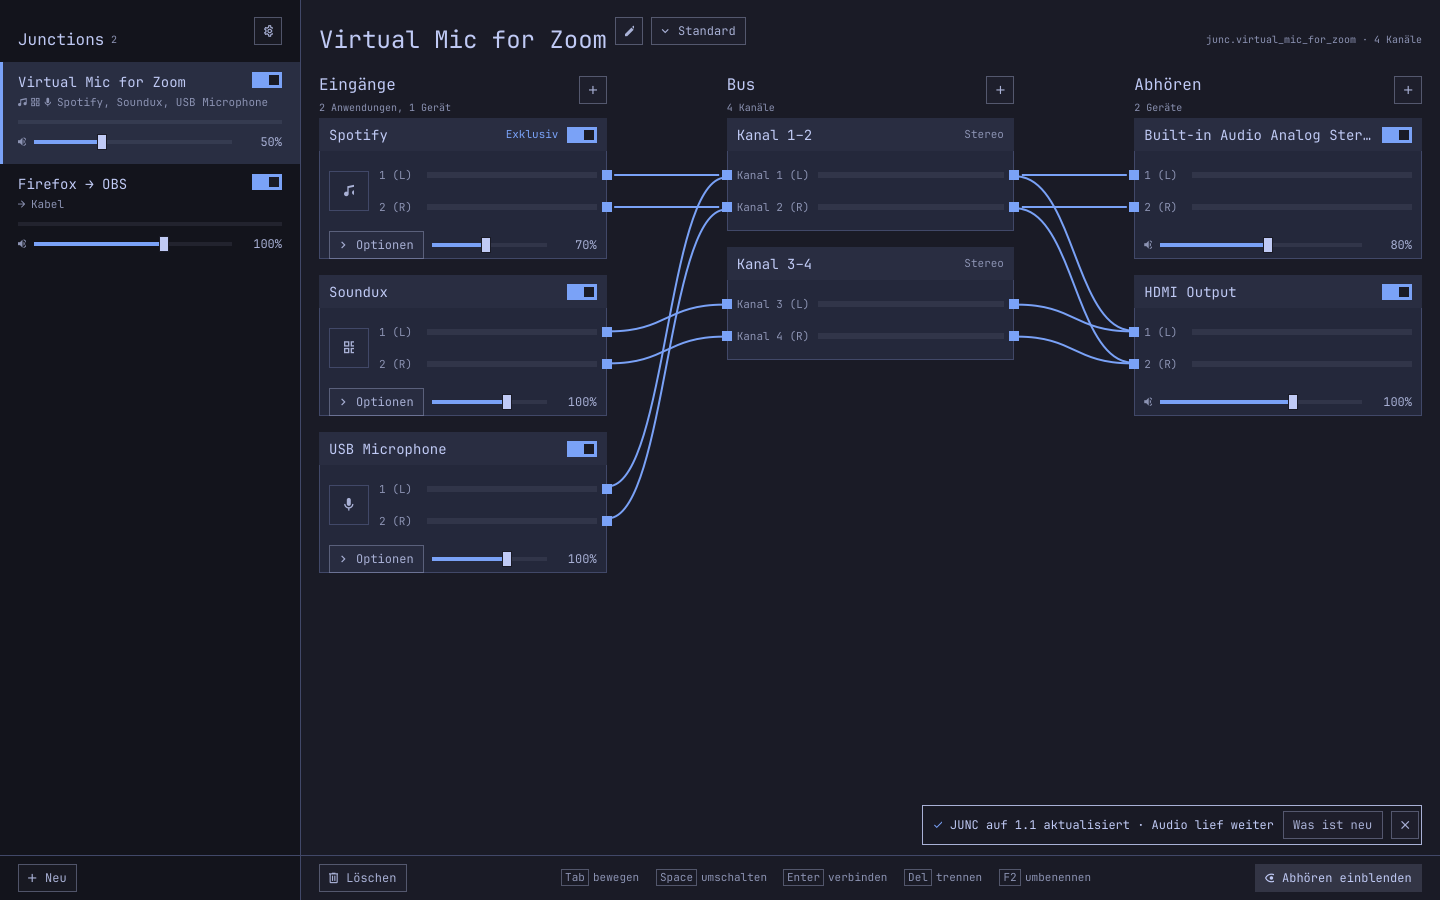 Junctions 2
Virtual Mic for Zoom
Spotify, Soundux, USB Microphone
50%
Firefox → OBS
→ Kabel
100%
+ Neu
Virtual Mic for Zoom
Standard
junc.virtual_mic_for_zoom · 4 Kanäle
Eingänge
2 Anwendungen, 1 Gerät
Spotify Exklusiv
1 (L)
2 (R)
Optionen 70%
Soundux
1 (L)
2 (R)
Optionen 100%
USB Microphone
1 (L)
2 (R)
Optionen 100%
Bus
4 Kanäle
Kanal 1–2 Stereo
Kanal 1 (L)
Kanal 2 (R)
Kanal 3–4 Stereo
Kanal 3 (L)
Kanal 4 (R)
Abhören
2 Geräte
Built-in Audio Analog Ster…
1 (L)
2 (R)
80%
HDMI Output
1 (L)
2 (R)
100%
JUNC auf 1.1 aktualisiert · Audio lief weiter Was ist neu
Löschen
Tab bewegen Space umschalten Enter verbinden Del trennen F2 umbenennen
Abhören einblenden